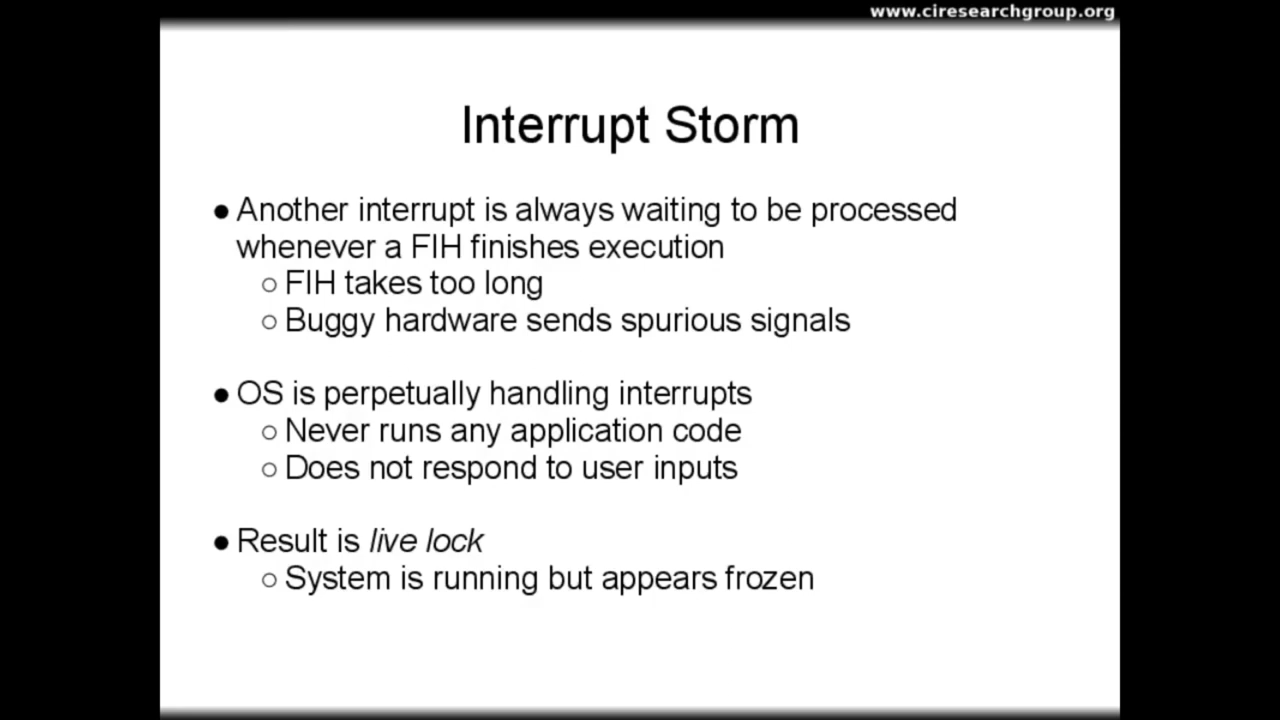 www.ciresearchgroup.org
Interrupt Storm
● Another interrupt is always waiting to be processed
whenever a FIH finishes execution
○ FIH takes too long
○ Buggy hardware sends spurious signals
● OS is perpetually handling interrupts
○ Never runs any application code
○ Does not respond to user inputs
● Result is live lock
○ System is running but appears frozen